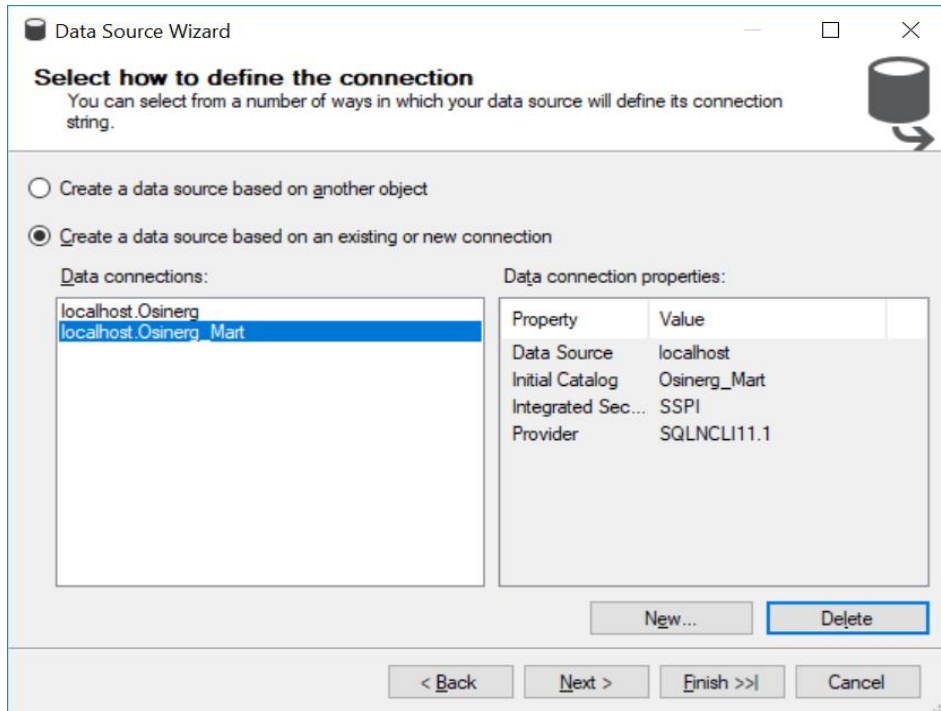 Data Source Wizard
Select how to define the connection
You can select from a number of ways in which your data source will define its connection
string.
Create a data source based on another object
Create a data source based on an existing or new connection
Data connections:
localhost.Osinerg
localhost.Osinerg_Mart
Data connection properties:
Property Value
Data Source localhost
Initial Catalog Osinerg_Mart
Integrated Sec... SSPI
Provider SQLNCLI11.1
New... Delete
< Back Next > Finish >>| Cancel